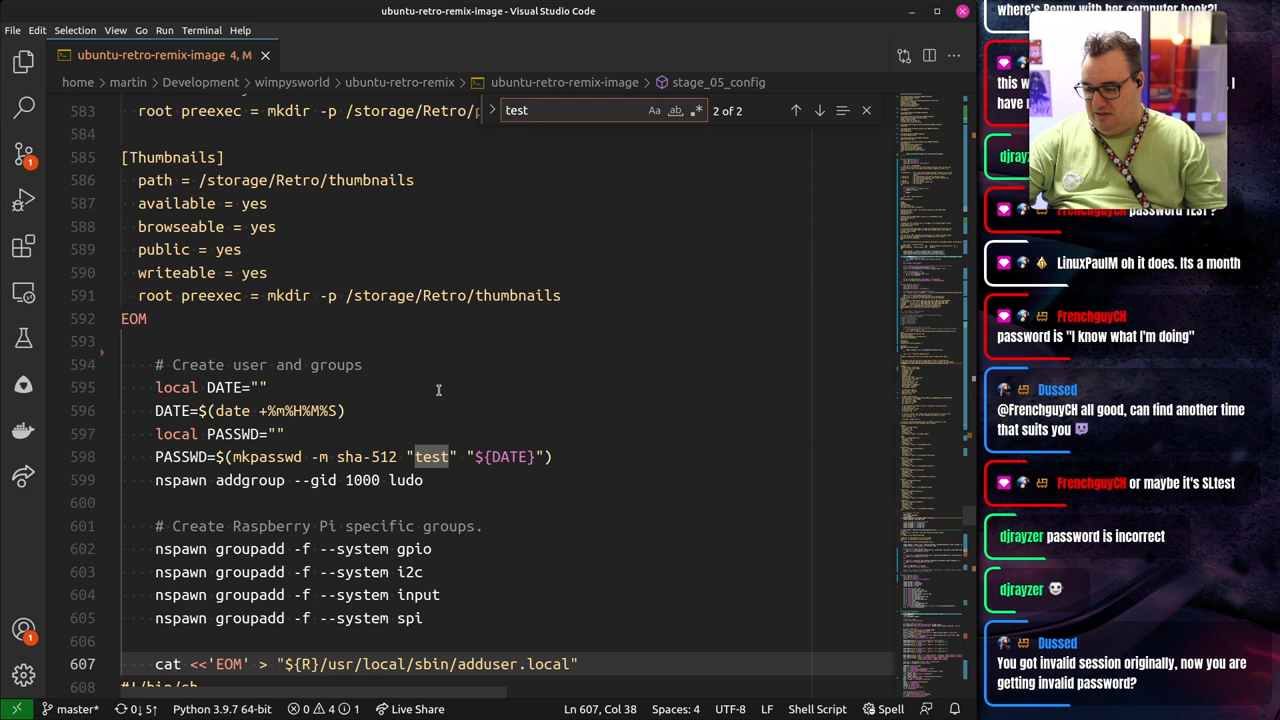 ubuntu-retro-remix-image - Visual Studio Code
File Edit Selection View Go Run Terminal Help
ubuntu-retro-remix-image 4, M
home > martin > Development > wimpysworld > ubuntu-retro-remix > ubuntu-retro-remix-image > stage_05_config
test
2 of 2
583 root preexec = mkdir -p /storage/Retro/
584
585 [Thumbnails]
586 path = /storage/Retro/thumbnails
587 available = yes
588 browseable = yes
589 public = yes
590 writeable = yes
591 root preexec = mkdir -p /storage/Retro/thumbnails
592 EOM
593
594 # Create user and groups
595 local DATE=""
596 DATE=$(date +%m%H%M%S)
597 local PASSWD=""
598 PASSWD=$(mkpasswd -m sha-512 "test" "${DATE}")
599 nspawn addgroup --gid 1000 ludo
600
601 # Create Raspberry Pi specific groups.
602 nspawn groupadd -f --system gpio
603 nspawn groupadd -f --system i2c
604 nspawn groupadd -f --system input
605 nspawn groupadd -f --system spi
606
607 cat <<'EOM' > "${R}/usr/local/sbin/adduser.local"
608 #!/bin/sh
master* 0↓ 5↑ Python 3.9.7 64-bit 0 4 1 Live Share Ln 607, Col 38 Spaces: 4 UTF-8 LF Shell Script Spell
where's Penny with her computer book?!
this w
, I
have
djray
FrenchguyCH password TEST ?
LinuxPaulM oh it does. Its a month
FrenchguyCH
password is "I know what I'm doing"
Dussed
@FrenchguyCH all good, can find another time
that suits you
FrenchguyCH or maybe it's SLtest
djrayzer password is incorrect
djrayzer
Dussed
You got invalid session originally, now you are
getting invalid password?